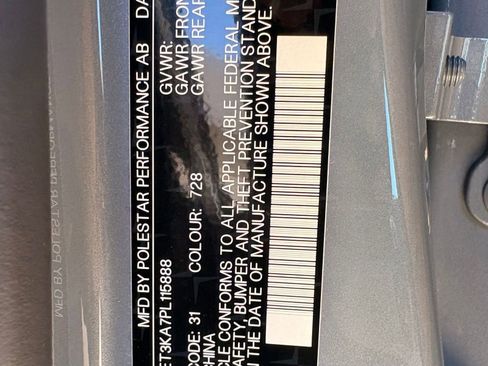 MFD BY POLESTAR PERFORMANCE AB DA
GVWR:
GAWR FRON
GAWR REAR
ET3KA7PL115888
CODE: 31 COLOUR: 728
CHINA
CLE CONFORMS TO ALL APPLICABLE FEDERAL M
SAFETY, BUMPER AND THEFT PREVENTION STAND
N THE DATE OF MANUFACTURE SHOWN ABOVE.